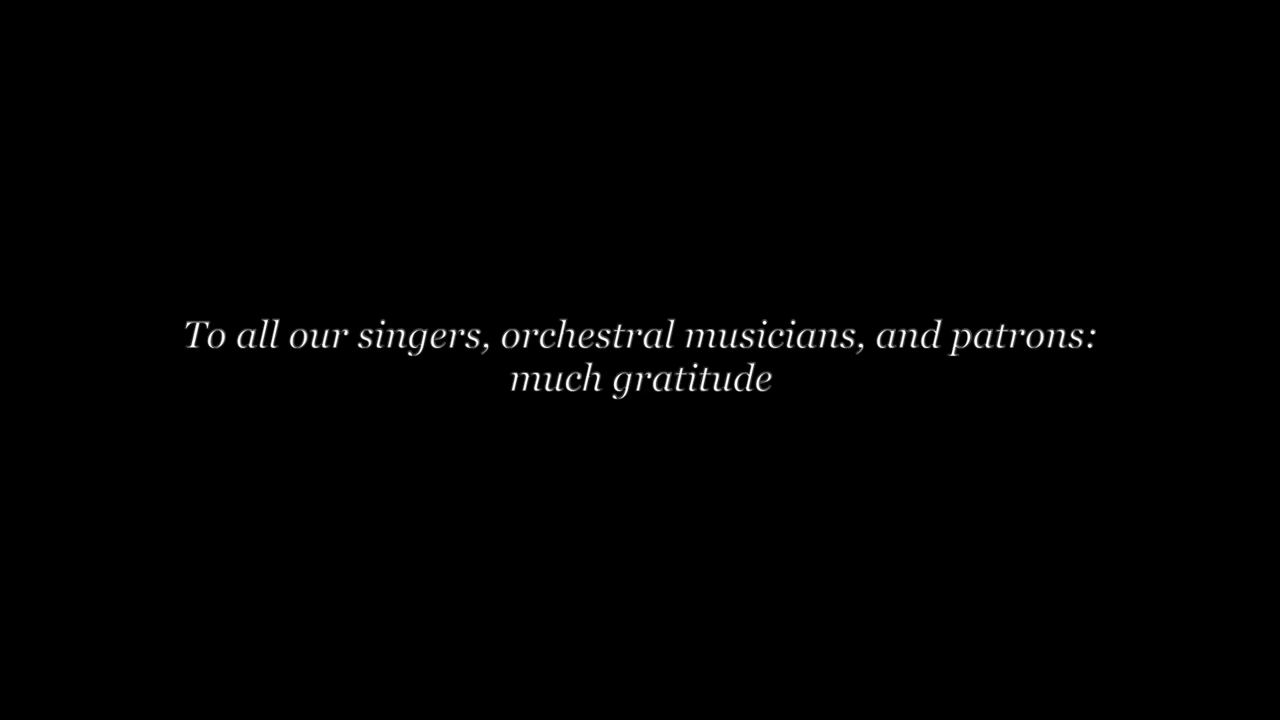 To all our singers, orchestral musicians, and patrons:
much gratitude